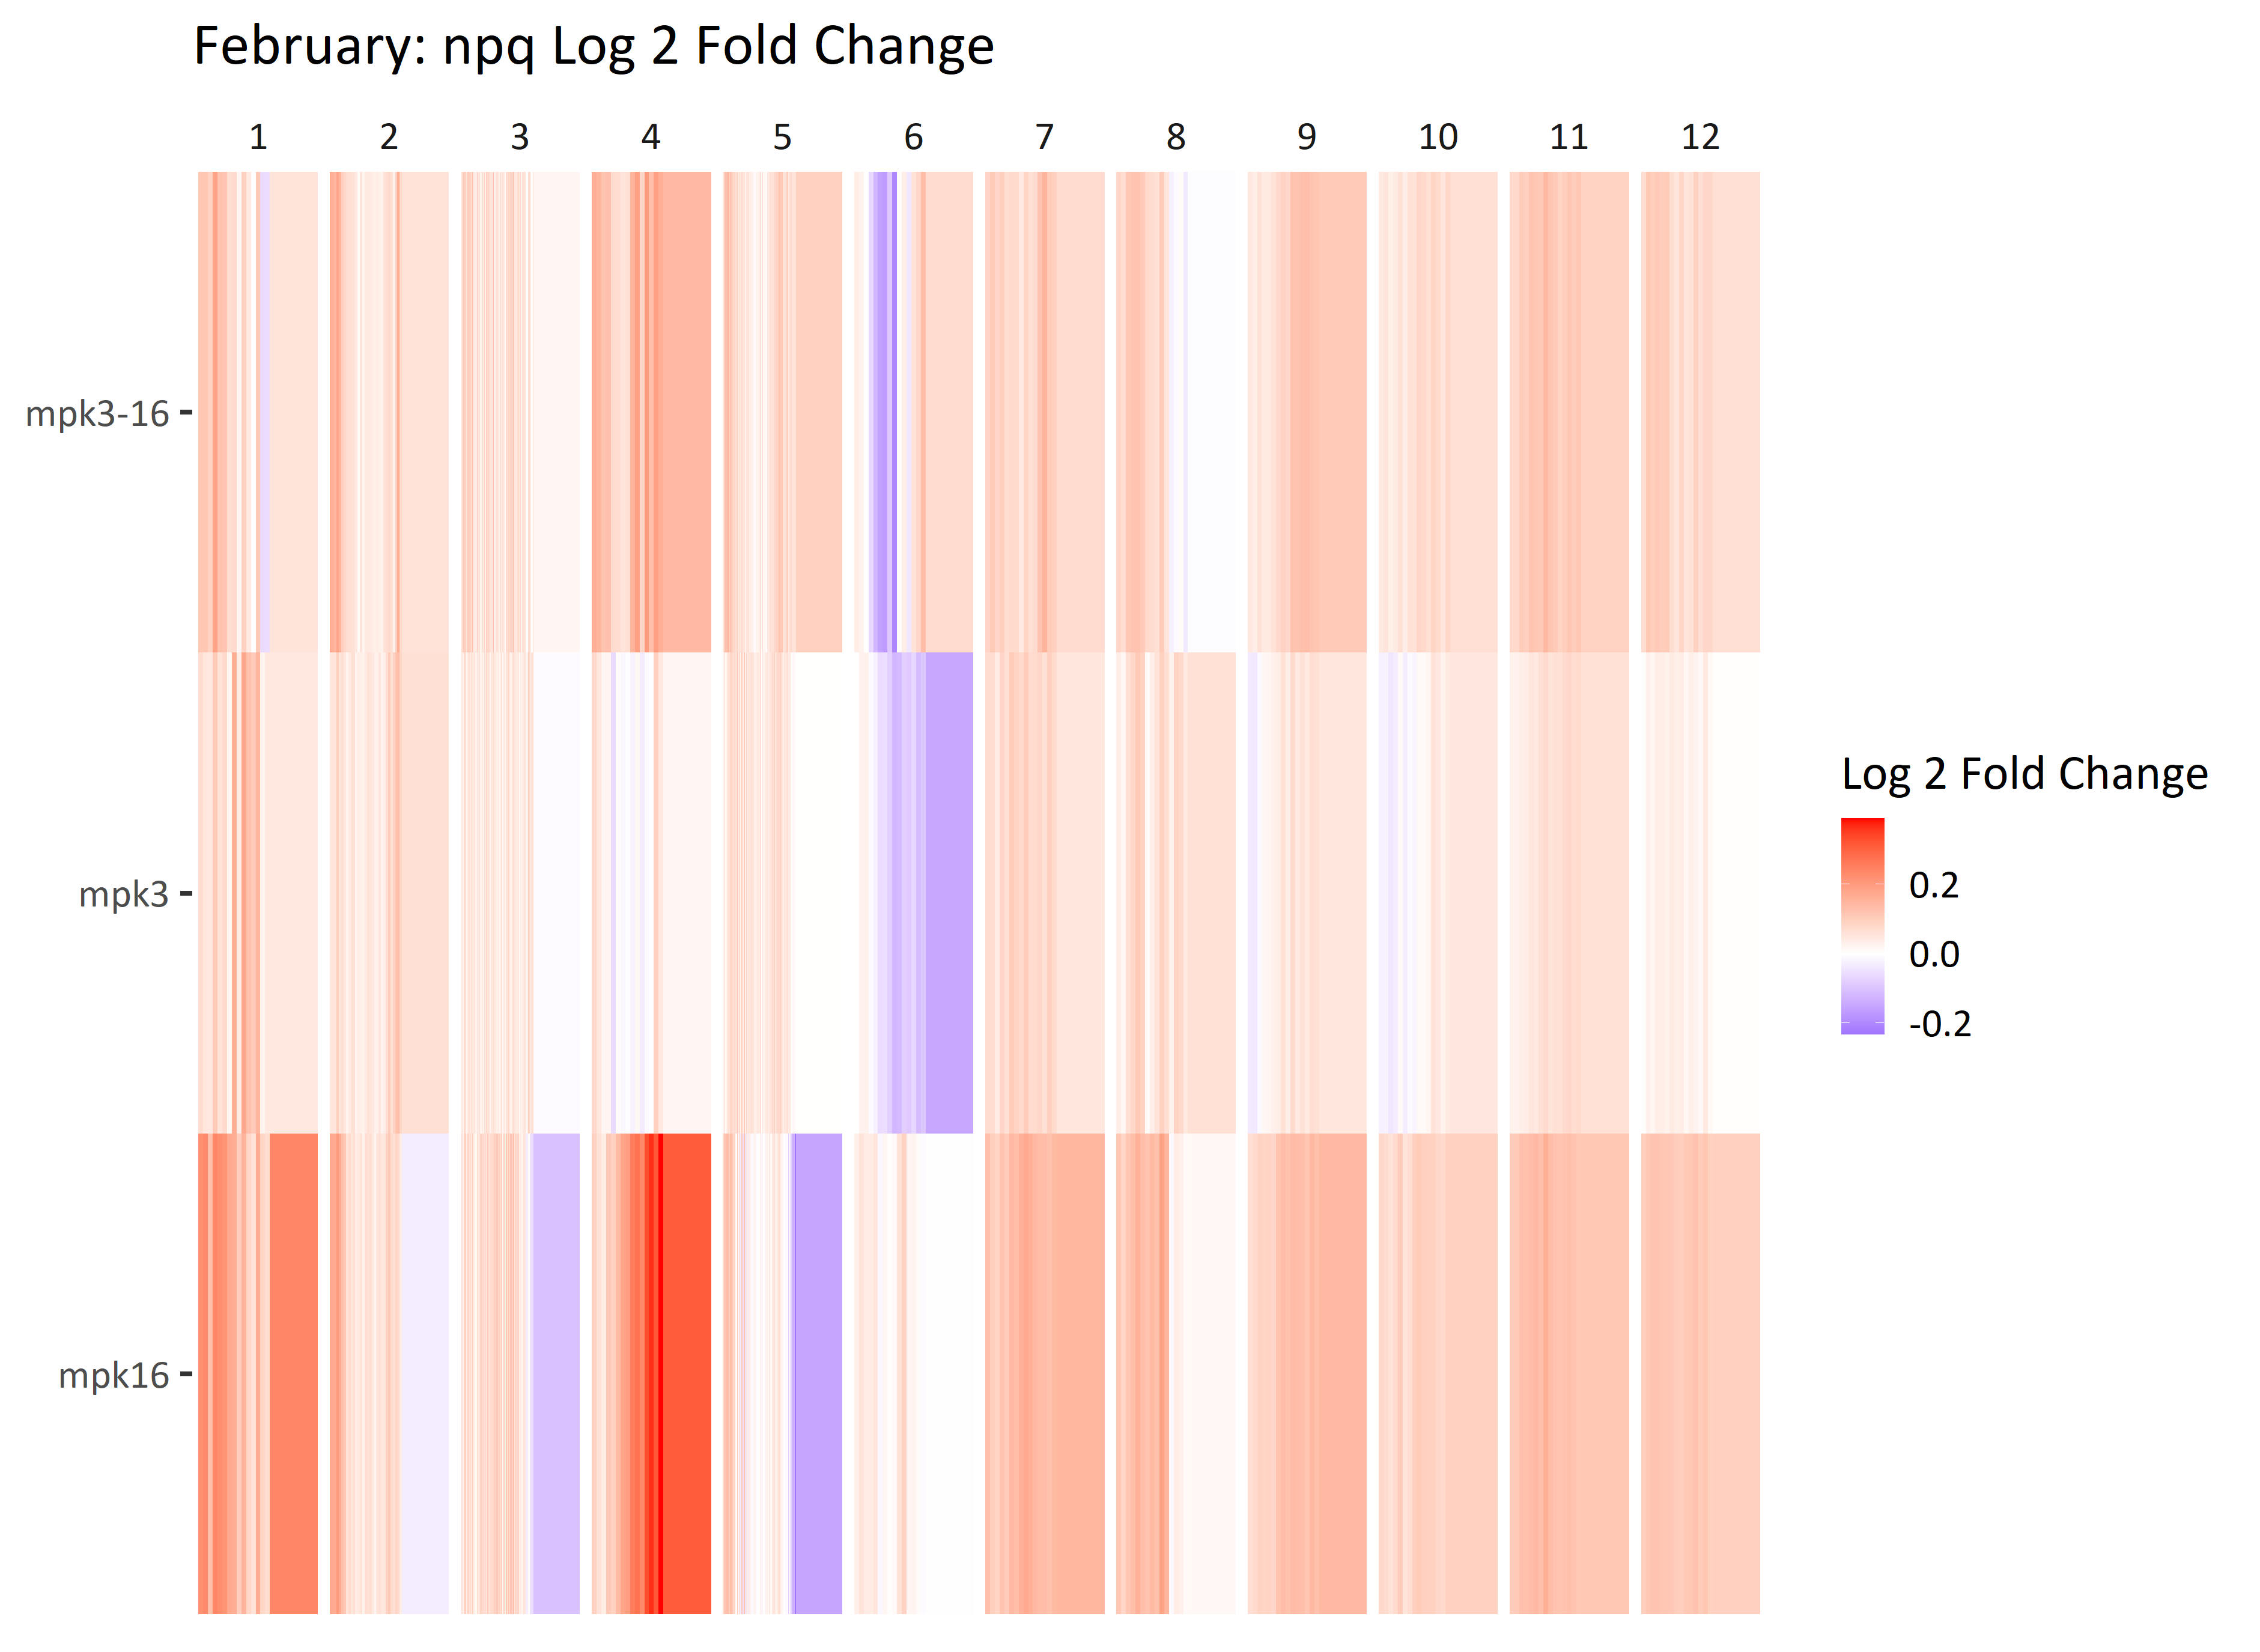 February: npq Log 2 Fold Change
1 2 3 4 5 6 7 8 9 10 11 12
mpk3-16
mpk3
mpk16
Log 2 Fold Change
0.2
0.0
-0.2